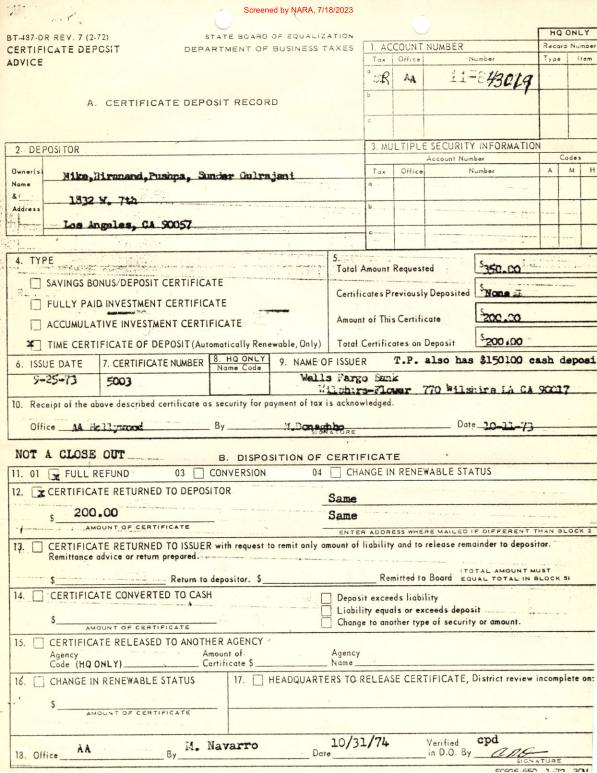 Screened by NARA, 7/18/2023
BT-487-DR REV. 7 (2-72)
CERTIFICATE DEPOSIT
ADVICE
STATE BOARD OF EQUALIZATION
DEPARTMENT OF BUSINESS TAXES
HQ ONLY
1. ACCOUNT NUMBER
Record Number
Tax Office Number
Type Item
a SR AA 11-843019
b
c
A. CERTIFICATE DEPOSIT RECORD
2. DEPOSITOR
3. MULTIPLE SECURITY INFORMATION
Account Number Codes
Tax Office Number A M H
Owner(s)
Name
&
Address
Mike,Hiranand,Pushpa, Sunder Gulrajani
1832 W. 7th
Los Angeles, CA 90057
a
b
c
4. TYPE
SAVINGS BONUS/DEPOSIT CERTIFICATE
FULLY PAID INVESTMENT CERTIFICATE
ACCUMULATIVE INVESTMENT CERTIFICATE
x TIME CERTIFICATE OF DEPOSIT (Automatically Renewable, Only)
5.
Total Amount Requested $350.00
Certificates Previously Deposited $None
Amount of This Certificate $200.00
Total Certificates on Deposit $200.00
6. ISSUE DATE 7. CERTIFICATE NUMBER 8. HQ ONLY 9. NAME OF ISSUER T.P. also has $150100 cash deposi
Name Code
9-25-73 5003 Wells Fargo Bank
Wilshire-Flower 770 Wilshire LA CA 90017
10. Receipt of the above described certificate as security for payment of tax is acknowledged.
Office AA Hollywood By M.Donaghho Date 10-11-73
SIGNATURE
NOT A CLOSE OUT B. DISPOSITION OF CERTIFICATE
11. 01 x FULL REFUND 03 CONVERSION 04 CHANGE IN RENEWABLE STATUS
12. x CERTIFICATE RETURNED TO DEPOSITOR
Same
$ 200.00 Same
AMOUNT OF CERTIFICATE ENTER ADDRESS WHERE MAILED IF DIFFERENT THAN BLOCK 2
13. CERTIFICATE RETURNED TO ISSUER with request to remit only amount of liability and to release remainder to depositor.
Remittance advice or return prepared.
$ Return to depositor. $ Remitted to Board (TOTAL AMOUNT MUST
EQUAL TOTAL IN BLOCK 5)
14. CERTIFICATE CONVERTED TO CASH
$
AMOUNT OF CERTIFICATE
Deposit exceeds liability
Liability equals or exceeds deposit
Change to another type of security or amount.
15. CERTIFICATE RELEASED TO ANOTHER AGENCY
Agency Amount of Agency
Code (HQ ONLY) Certificate $ Name
16. CHANGE IN RENEWABLE STATUS
$
AMOUNT OF CERTIFICATE
17. HEADQUARTERS TO RELEASE CERTIFICATE, District review incomplete on:
18. Office AA By M. Navarro Date 10/31/74 Verified in D.O. By cpd
SIGNATURE